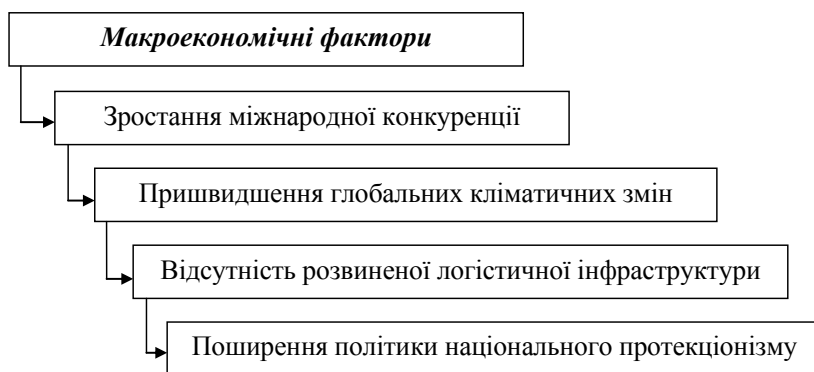 Макроекономічні фактори
Зростання міжнародної конкуренції
Пришвидшення глобальних кліматичних змін
Відсутність розвиненої логістичної інфраструктури
Поширення політики національного протекціонізму